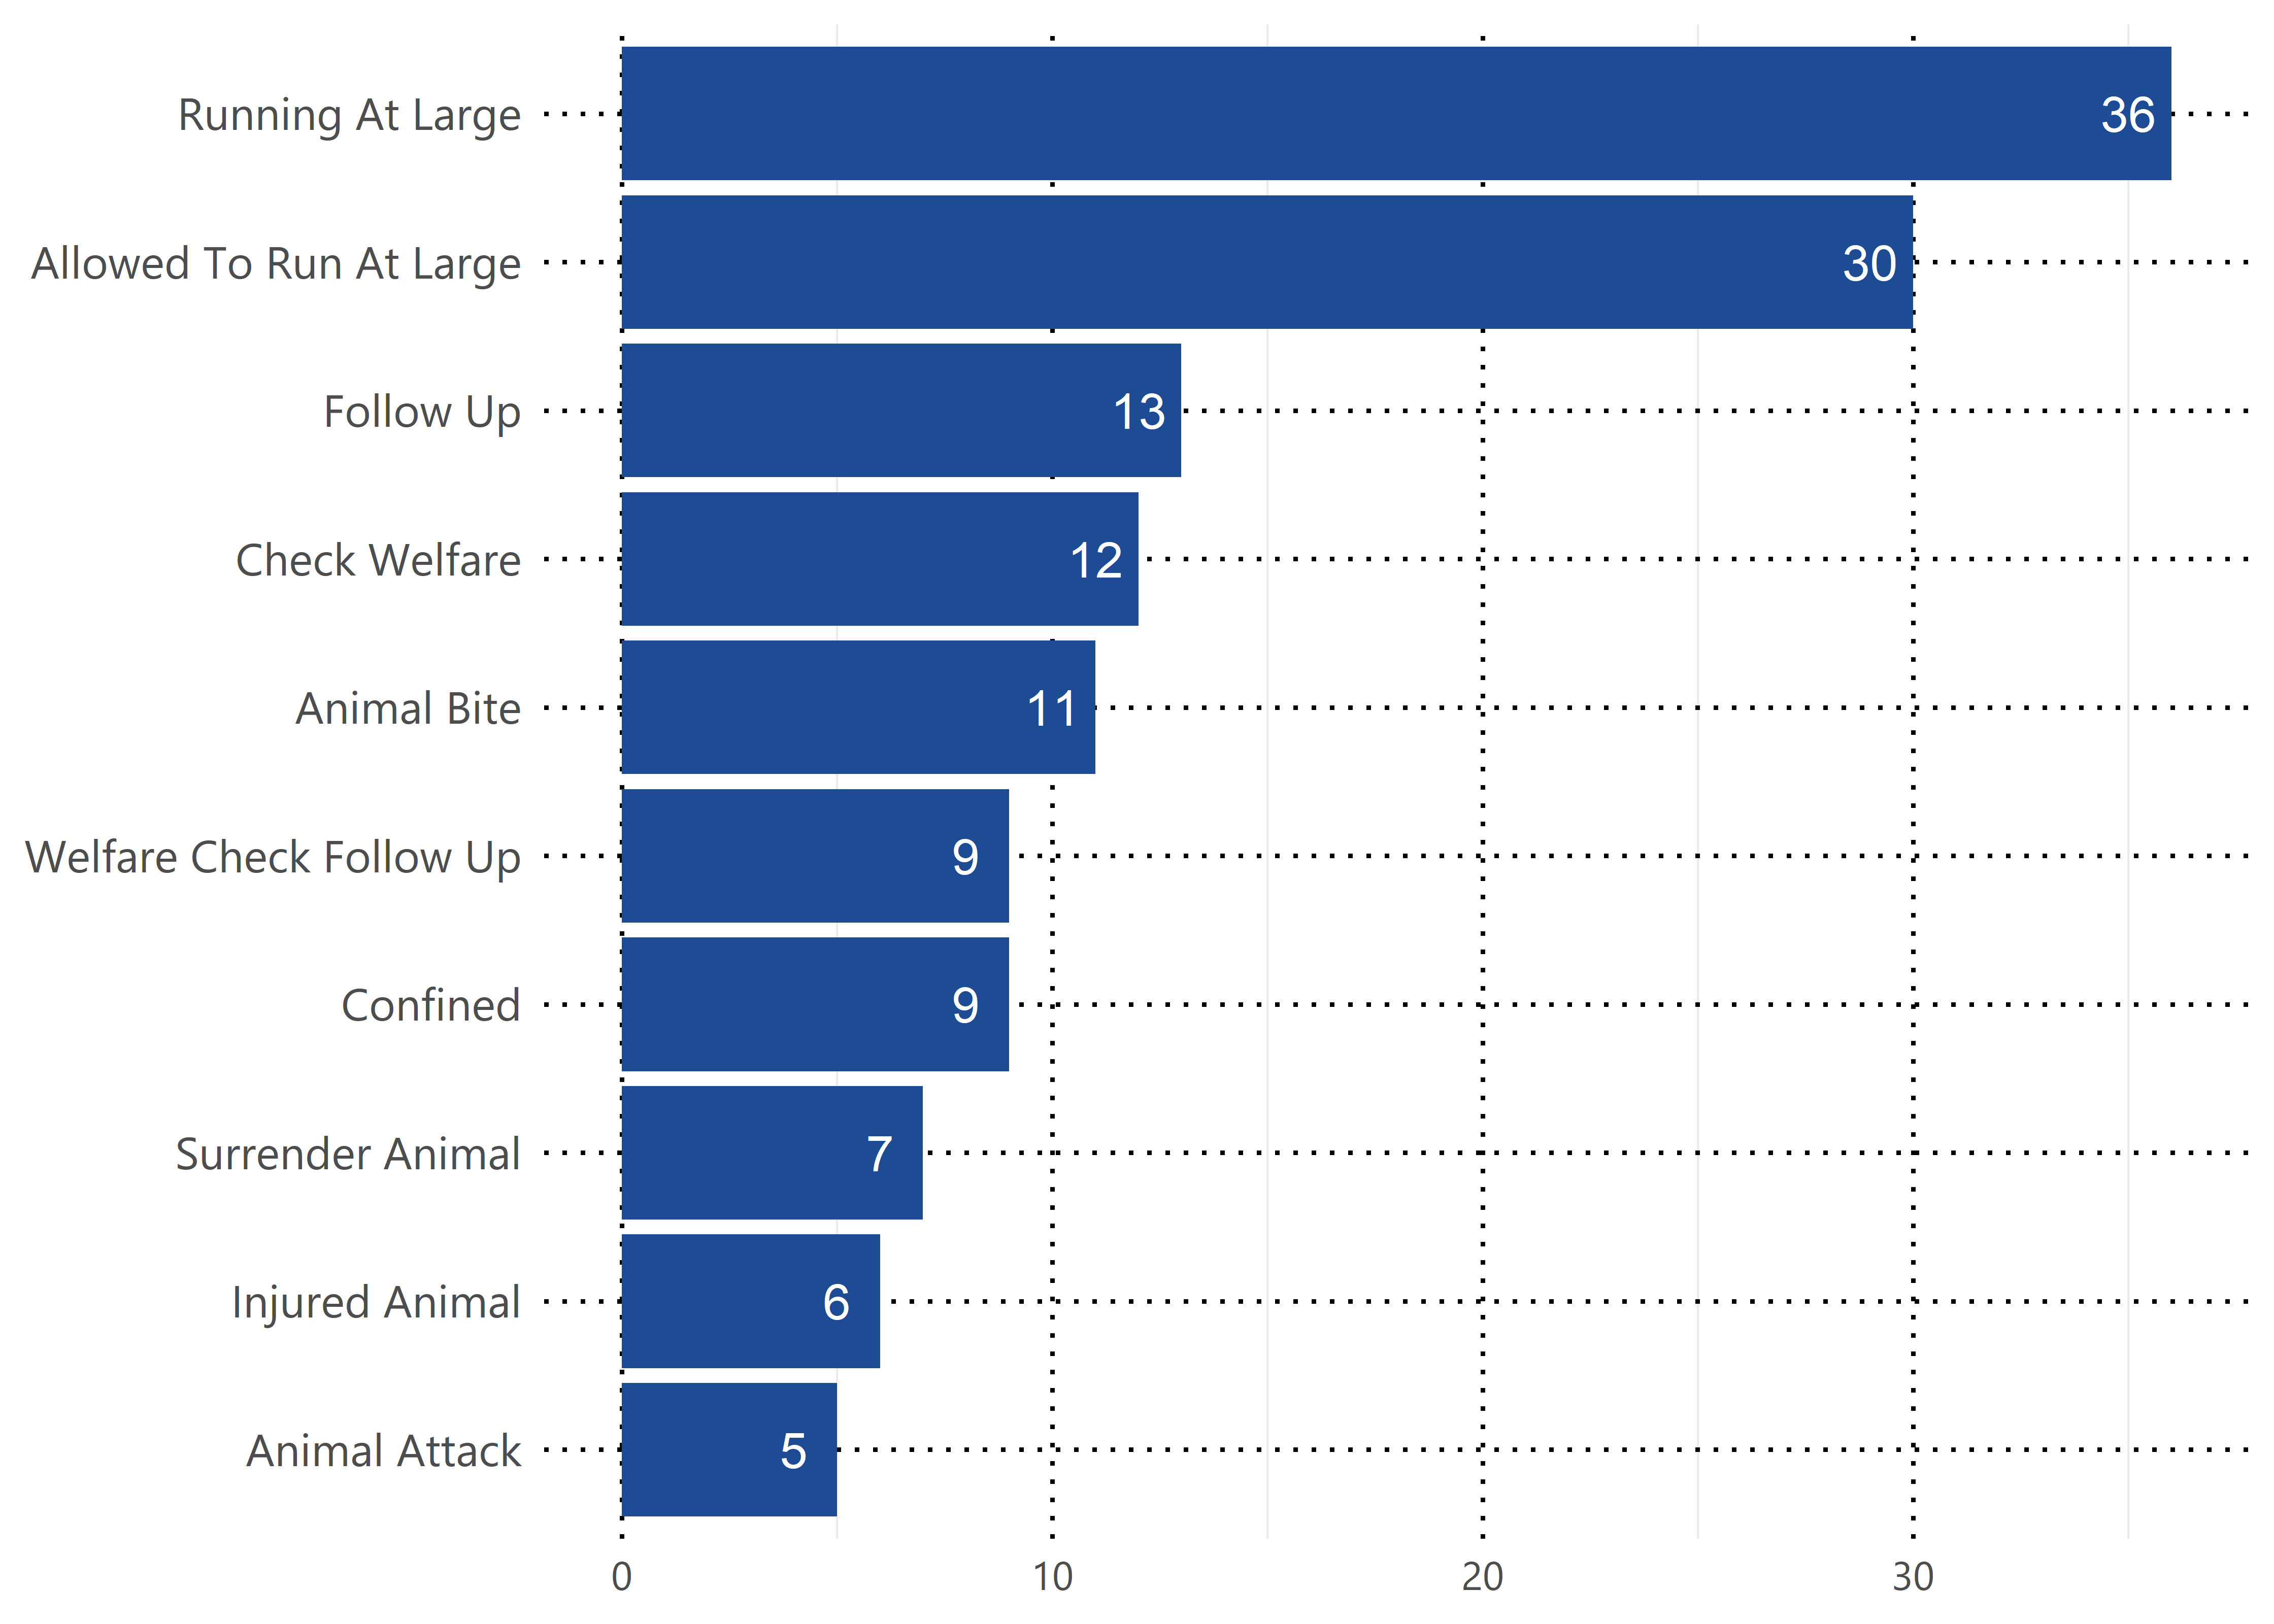 Running At Large 36
Allowed To Run At Large 30
Follow Up 13
Check Welfare 12
Animal Bite 11
Welfare Check Follow Up 9
Confined 9
Surrender Animal 7
Injured Animal 6
Animal Attack 5
0 10 20 30